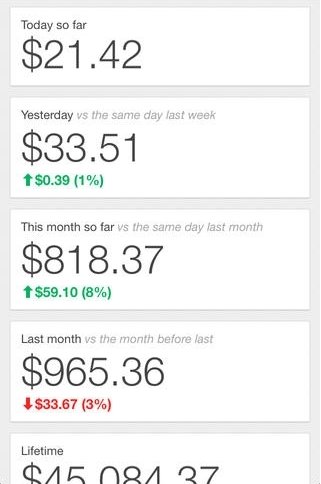 Today so far
$21.42
Yesterday vs the same day last week
$33.51
↑$0.39 (1%)
This month so far vs the same day last month
$818.37
↑$59.10 (8%)
Last month vs the month before last
$965.36
↓$33.67 (3%)
Lifetime
$45,084.37